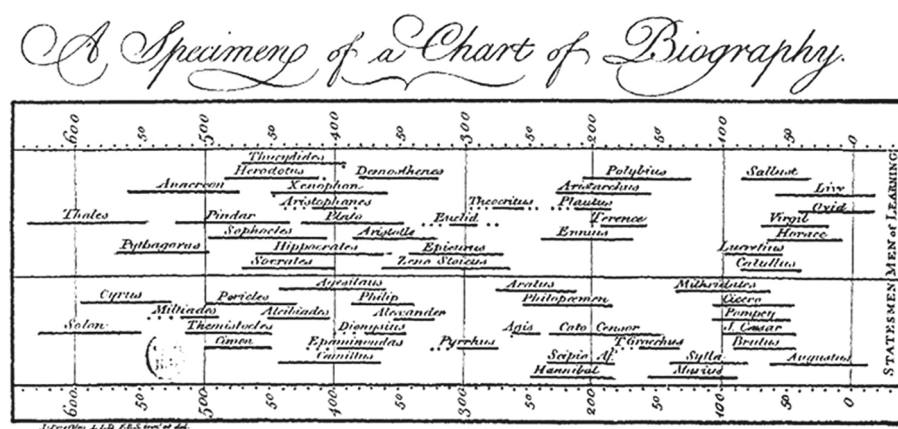 A Specimen of a Chart of Biography.
600 50 500 50 400 50 300 50 200 50 100 50 0
Thucydides
Herodotus Demosthenes Polybius Sallust
Anacreon Xenophon Aristarchus Livy
Aristophanes Theocritus Plautus Ovid
Thales Pindar Plato Euclid Terence Virgil
Sophocles Aristotle Ennius Horace
Pythagoras Hippocrates Epicurus Lucretius
Socrates Zeno Stoicus Catullus
MEN of LEARNING
Agesilaus Aratus Mithridates
Cyrus Pericles Philip Philopœmen Cicero
Miltiades Alcibiades Alexander Pompey
Solon Themistocles Dionysius Agis Cato Censor J. Cæsar
Cimon Epaminondas Pyrrhus T. Gracchus Brutus
Camillus Scipio Af. Sylla Augustus
Hannibal Marius
STATESMEN
600 50 500 50 400 50 300 50 200 50 100 50 0
L.L.D. F.R.S.